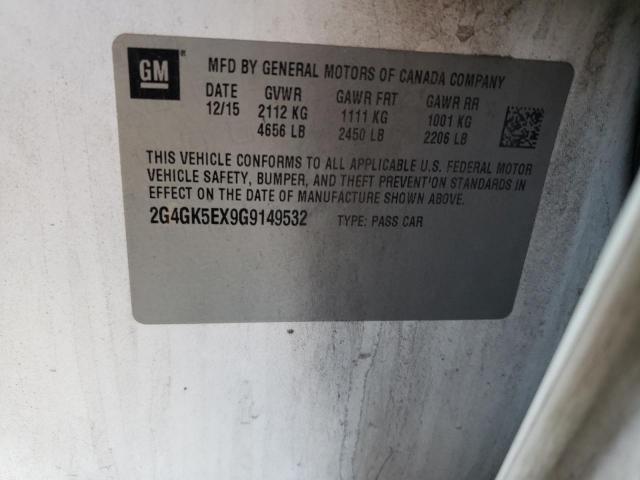 GM
MFD BY GENERAL MOTORS OF CANADA COMPANY
DATE GVWR GAWR FRT GAWR RR
12/15 2112 KG 1111 KG 1001 KG
4656 LB 2450 LB 2206 LB
THIS VEHICLE CONFORMS TO ALL APPLICABLE U.S. FEDERAL MOTOR
VEHICLE SAFETY, BUMPER, AND THEFT PREVENTION STANDARDS IN
EFFECT ON THE DATE OF MANUFACTURE SHOWN ABOVE.
2G4GK5EX9G9149532 TYPE: PASS CAR